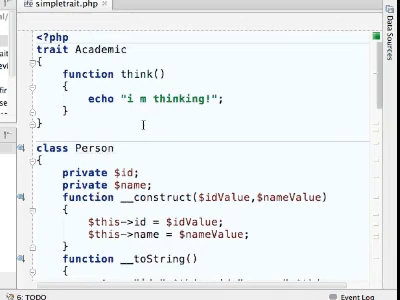 simpletrait.php
<?php
trait Academic
{
function think()
{
echo "i m thinking!";
}
}
class Person
{
private $id;
private $name;
function __construct($idValue,$nameValue)
{
$this->id = $idValue;
$this->name = $nameValue;
}
function __toString()
{
Data Sources
6: TODO
Event Log